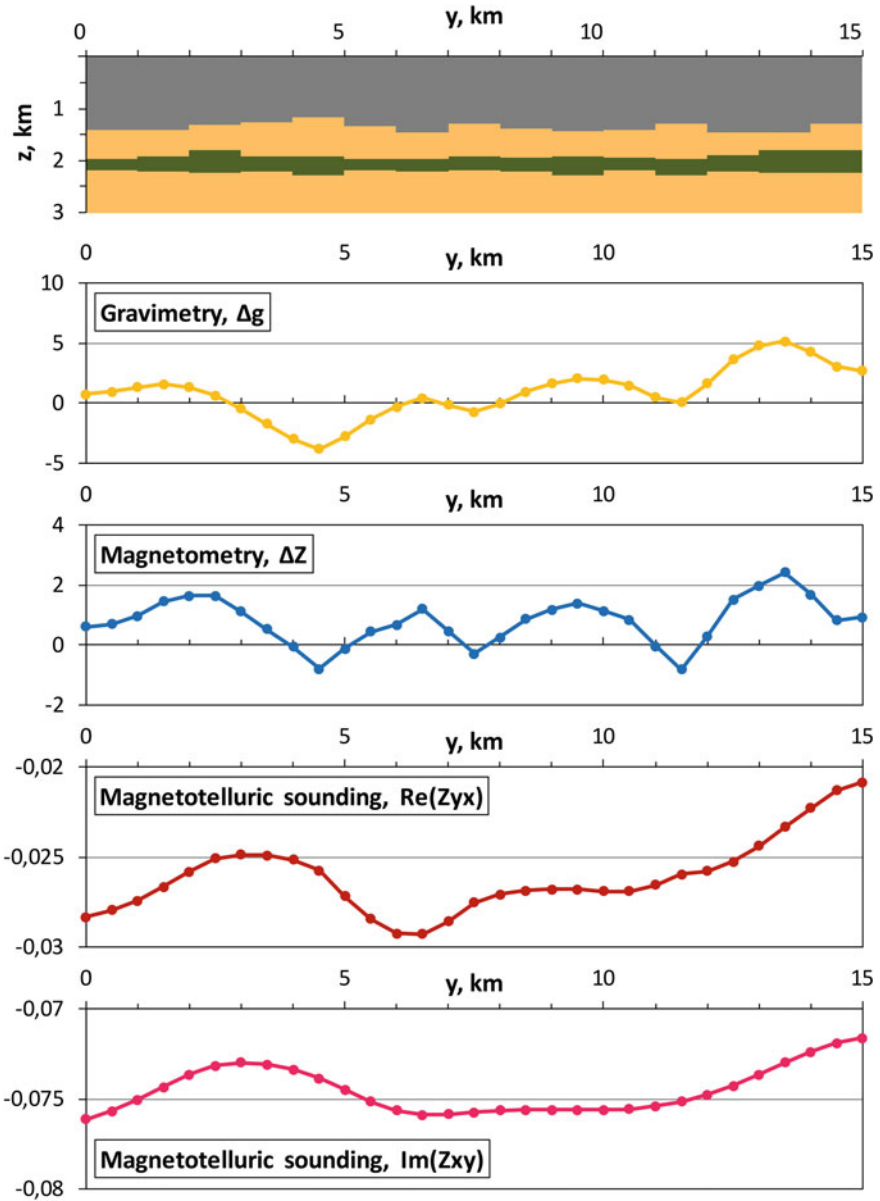 y, km
0 5 10 15
z, km
1
2
3
y, km
0 5 10 15
10
5
0
-5
Gravimetry, Δg
y, km
0 5 10 15
4
2
0
-2
Magnetometry, ΔZ
y, km
0 5 10 15
-0,02
-0,025
-0,03
Magnetotelluric sounding, Re(Zyx)
y, km
0 5 10 15
-0,07
-0,075
-0,08
Magnetotelluric sounding, Im(Zxy)